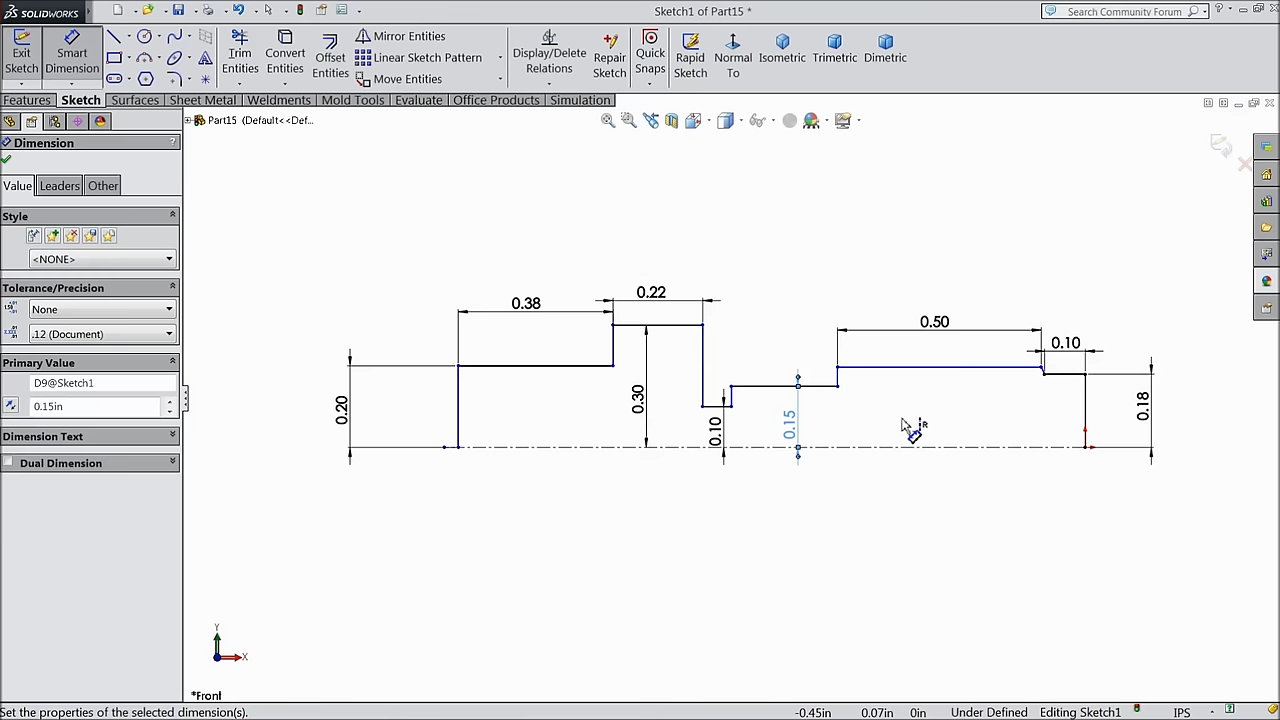 SOLIDWORKS
Sketch1 of Part15 *
Search Community Forum
Exit Sketch
Smart Dimension
Trim Entities
Convert Entities
Offset Entities
Mirror Entities
Linear Sketch Pattern
Move Entities
Display/Delete Relations
Repair Sketch
Quick Snaps
Rapid Sketch
Normal To
Isometric
Trimetric
Dimetric
Features
Sketch
Surfaces
Sheet Metal
Weldments
Mold Tools
Evaluate
Office Products
Simulation
Part15 (Default<<Def...
Dimension
?
Value
Leaders
Other
Style
<NONE>
Tolerance/Precision
None
.12 (Document)
Primary Value
D9@Sketch1
0.15in
Dimension Text
Dual Dimension
0.38
0.22
0.50
0.10
0.20
0.30
0.10
0.15
0.18
R
Y
X
*Front
Set the properties of the selected dimension(s).
-0.45in
0.07in
0in
Under Defined
Editing Sketch1
IPS